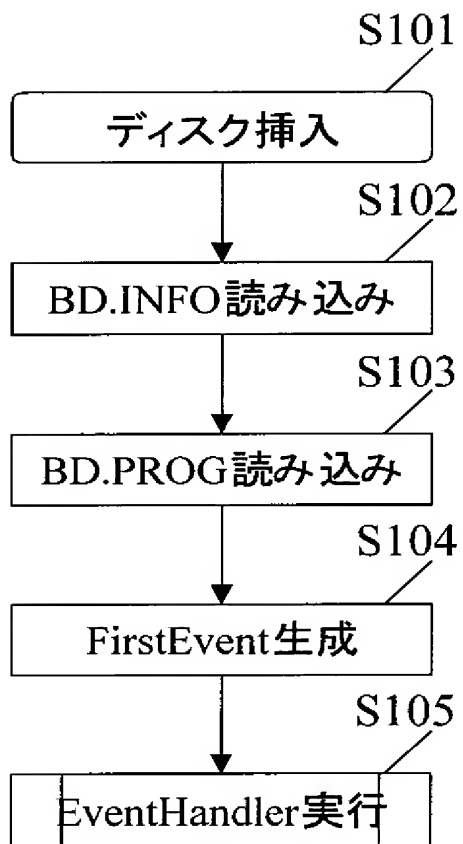 S101
ディスク挿入
S102
BD.INFO読み込み
S103
BD.PROG読み込み
S104
FirstEvent生成
S105
EventHandler実行